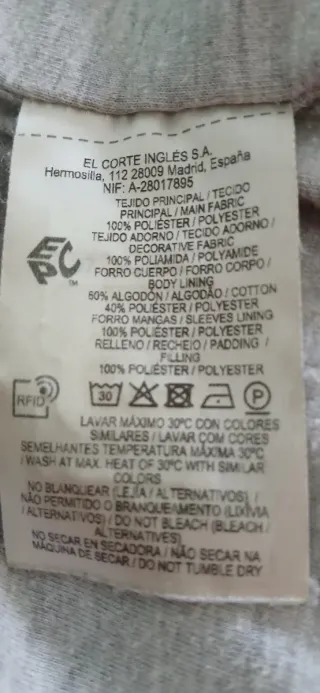 EL CORTE INGLÉS S.A.
Hermosilla, 112 28009 Madrid, España
NIF: A-28017895
TEJIDO PRINCIPAL / TECIDO
PRINCIPAL / MAIN FABRIC
100% POLIÉSTER / POLYESTER
TEJIDO ADORNO / TECIDO ADORNO /
DECORATIVE FABRIC
100% POLIAMIDA / POLYAMIDE
FORRO CUERPO / FORRO CORPO /
BODY LINING
60% ALGODÓN / ALGODÃO / COTTON
40% POLIÉSTER / POLYESTER
FORRO MANGAS / SLEEVES LINING
100% POLIÉSTER / POLYESTER
RELLENO / RECHEIO / PADDING /
FILLING
100% POLIÉSTER / POLYESTER
EPC TM
RFID
30
P
LAVAR MÁXIMO 30ºC CON COLORES
SIMILARES / LAVAR COM CORES
SEMELHANTES TEMPERATURA MÁXIMA 30ºC
/ WASH AT MAX. HEAT OF 30ºC WITH SIMILAR
COLORS
NO BLANQUEAR (LEJÍA / ALTERNATIVOS) /
NÃO PERMITIDO O BRANQUEAMENTO (LIXÍVIA
/ ALTERNATIVOS) / DO NOT BLEACH (BLEACH /
ALTERNATIVES)
NO SECAR EN SECADORA / NÃO SECAR NA
MÁQUINA DE SECAR / DO NOT TUMBLE DRY